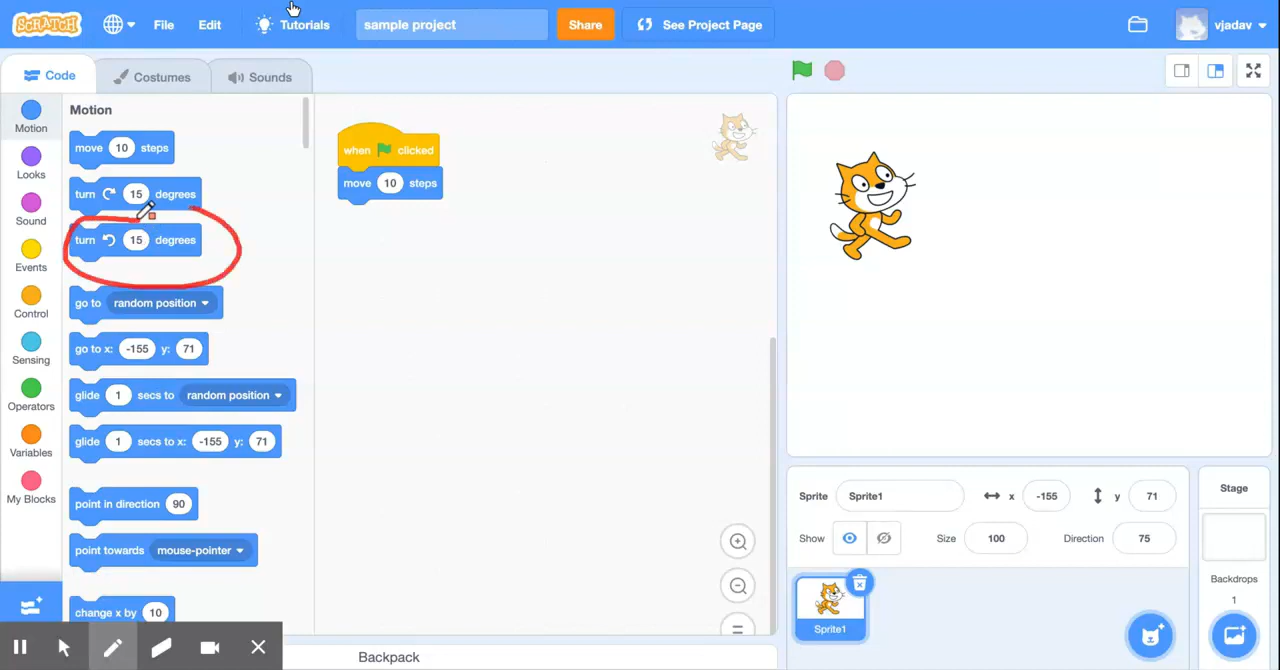 SCRATCH File Edit Tutorials sample project Share See Project Page vjadav
Code Costumes Sounds
Motion
Looks
Sound
Events
Control
Sensing
Operators
Variables
My Blocks
Motion
move 10 steps
turn 15 degrees
turn 15 degrees
go to random position
go to x: -155 y: 71
glide 1 secs to random position
glide 1 secs to x: -155 y: 71
point in direction 90
point towards mouse-pointer
change x by 10
when clicked
move 10 steps
Sprite Sprite1 x -155 y 71
Show Size 100 Direction 75
Sprite1
Stage
Backdrops
1
Backpack